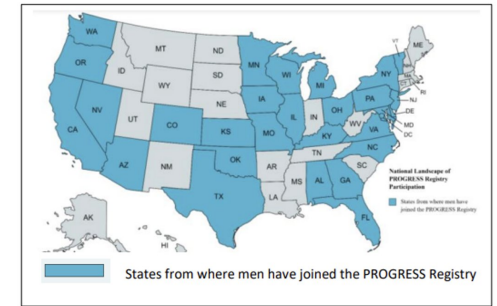 WA
MT
ND
MN
VT
ME
OR
ID
SD
WI
MI
NY
WY
RI
NE
IA
PA
NJ
NV
UT
IL
IN
OH
DE
CA
CO
KS
MO
WV
VA
MD
KY
DC
AZ
NM
OK
AR
TN
NC
SC
MS
AL
GA
TX
LA
FL
AK
HI
National Landscape of
PROGRESS Registry
Participation
States from where men have
joined the PROGRESS Registry
States from where men have joined the PROGRESS Registry